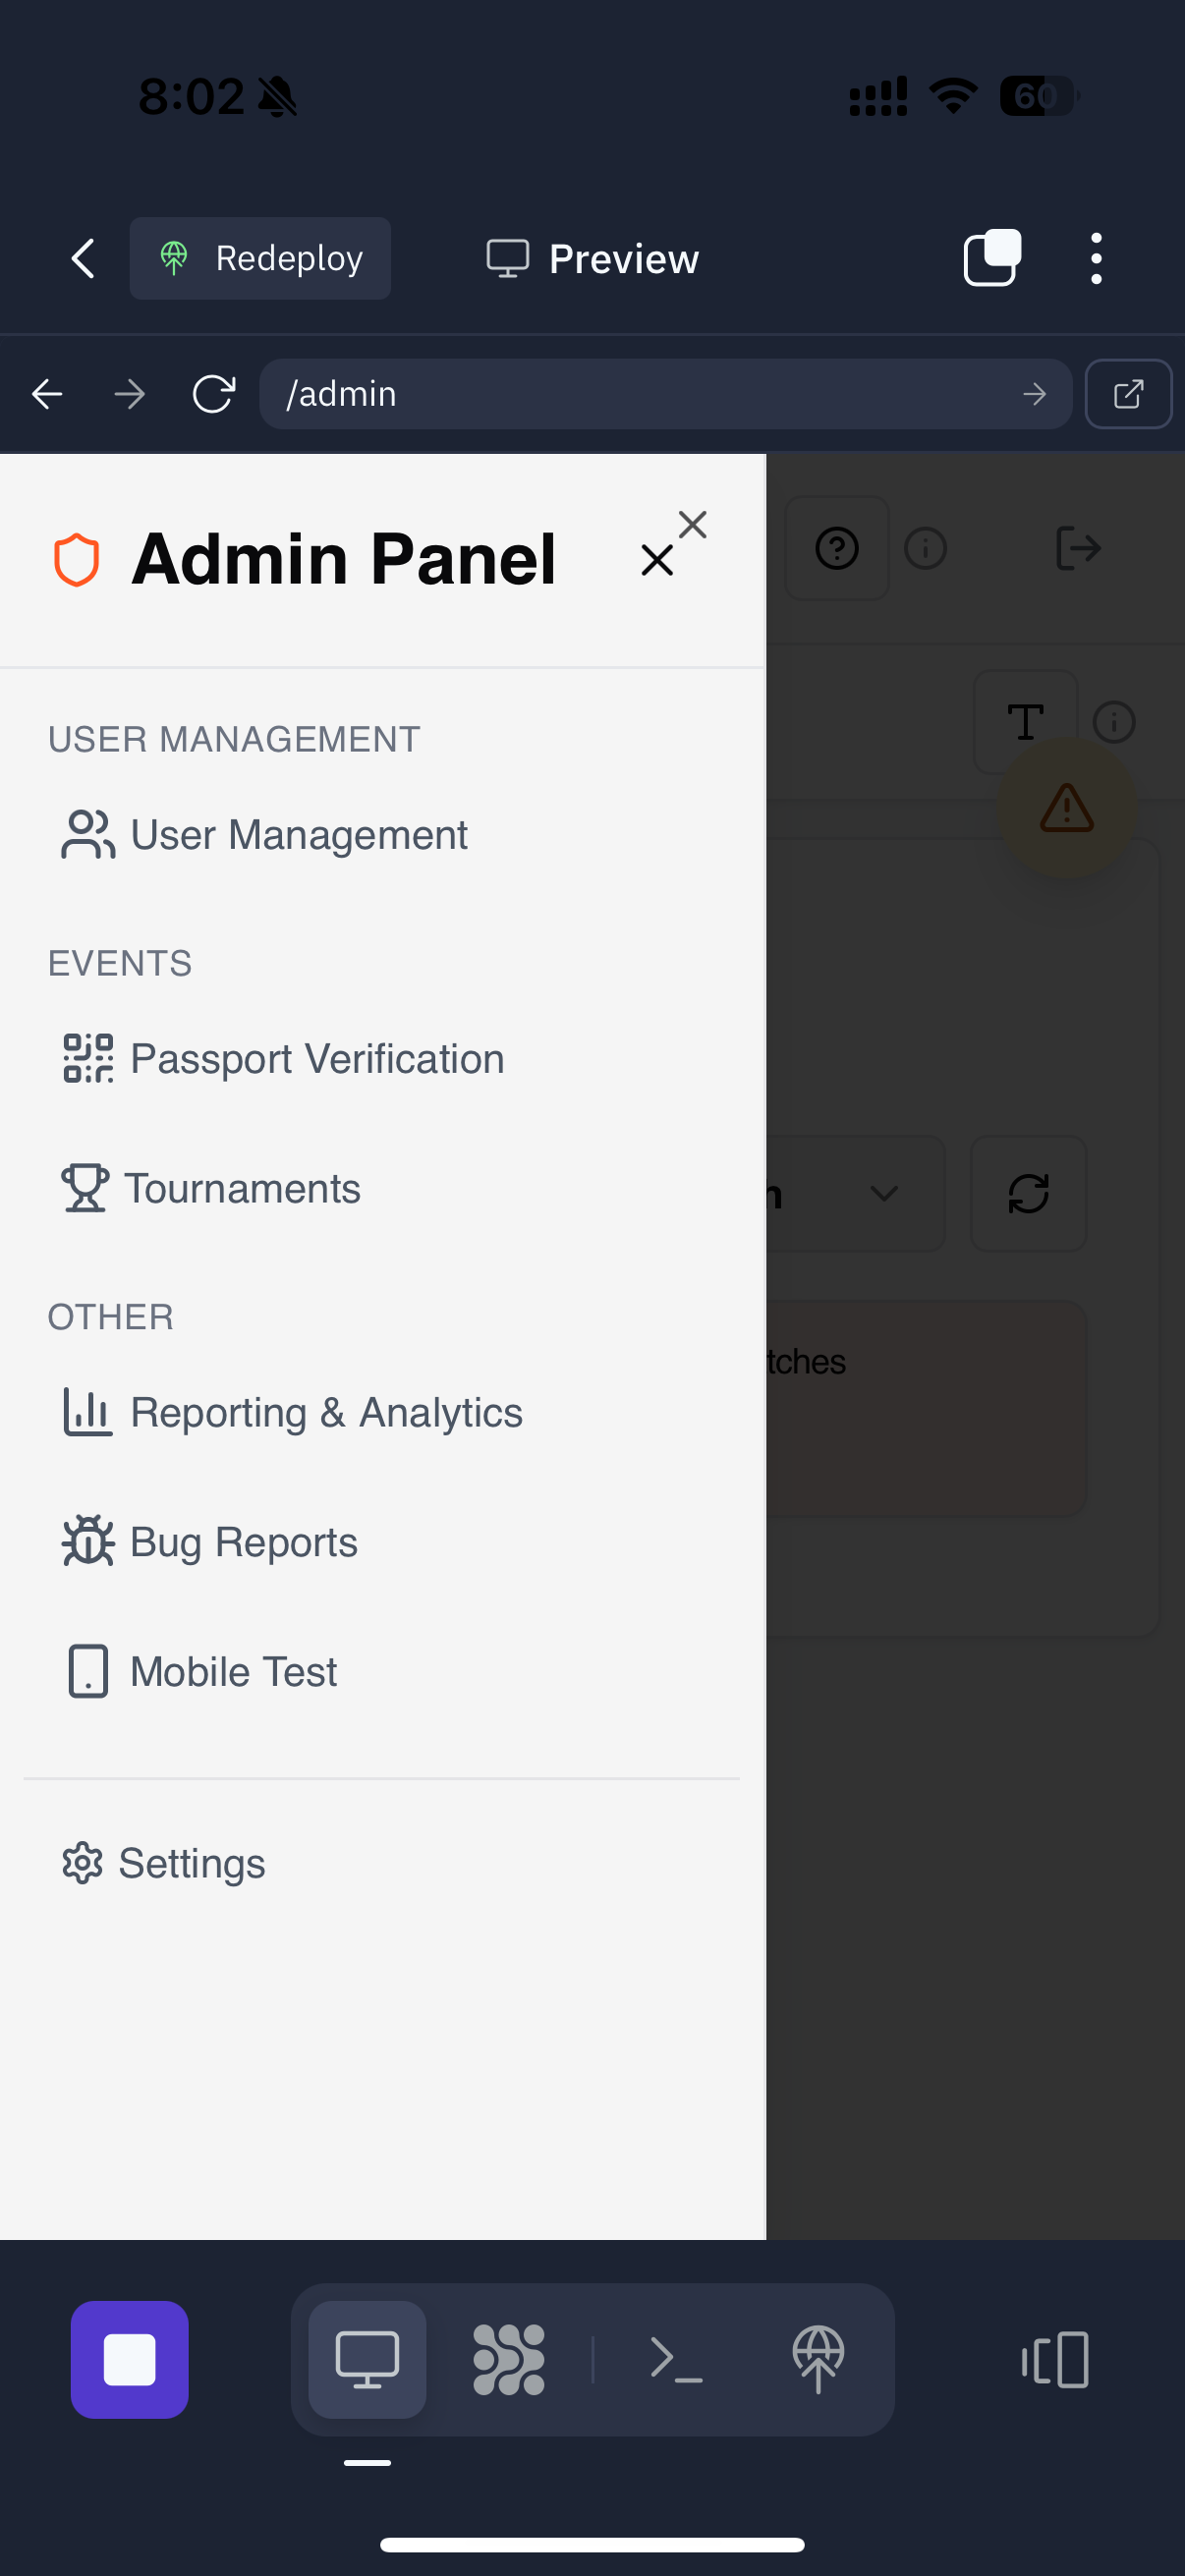 8:02
60
Redeploy
Preview
/admin
Admin Panel
USER MANAGEMENT
User Management
EVENTS
Passport Verification
Tournaments
OTHER
Reporting & Analytics
tches
Bug Reports
Mobile Test
Settings